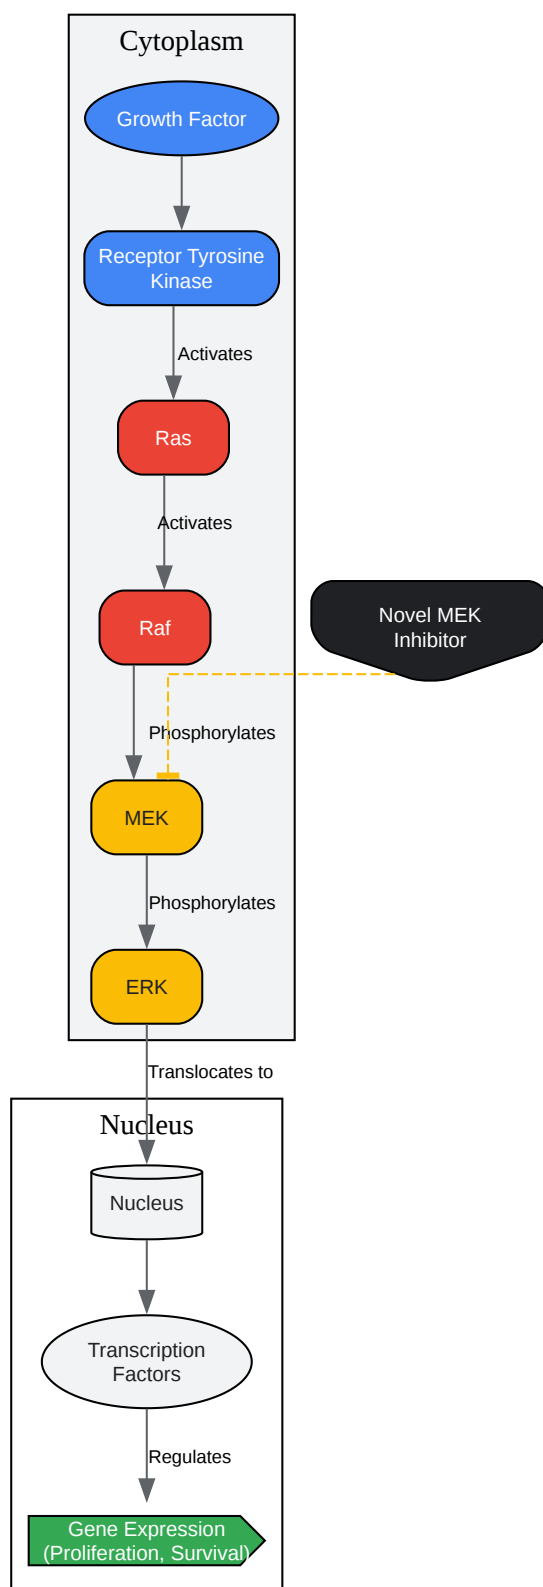 Cytoplasm
Growth Factor
Receptor Tyrosine
Kinase
Activates
Ras
Activates
Raf
Novel MEK
Inhibitor
Phosphorylates
MEK
Phosphorylates
ERK
Translocates to
Nucleus
Nucleus
Transcription
Factors
Regulates
Gene Expression
(Proliferation, Survival)